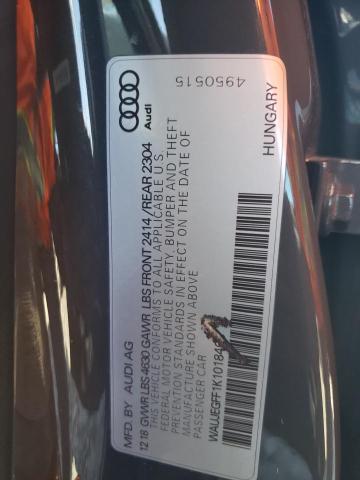 Audi
4950515
MFD. BY AUDI AG
12.18 GVWR LBS 4630 GAWR LBS FRONT 2414 / REAR 2304
THIS VEHICLE CONFORMS TO ALL APPLICABLE U.S.
FEDERAL MOTOR VEHICLE SAFETY, BUMPER AND THEFT
PREVENTION STANDARDS IN EFFECT ON THE DATE OF
MANUFACTURE SHOWN ABOVE
PASSENGER CAR
HUNGARY